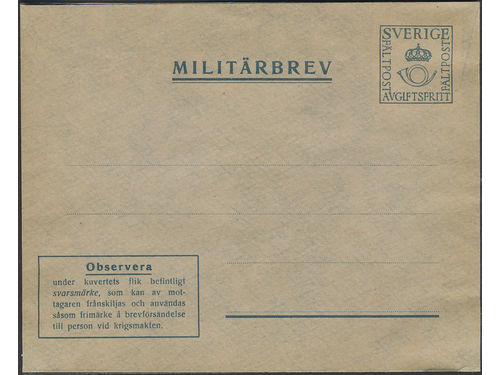 SVERIGE
FÄLTPOST
FÄLTPOST
AVGIFTSFRITT
MILITÄRBREV
Observera
under kuvertets flik befintligt
svarsmärke, som kan av mot-
tagaren frånskiljas och användas
såsom frimärke å brevförsändelse
till person vid krigsmakten.